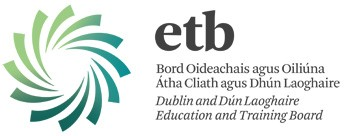 etb
Bord Oideachais agus Oiliúna
Átha Cliath agus Dhún Laoghaire
Dublin and Dún Laoghaire
Education and Training Board